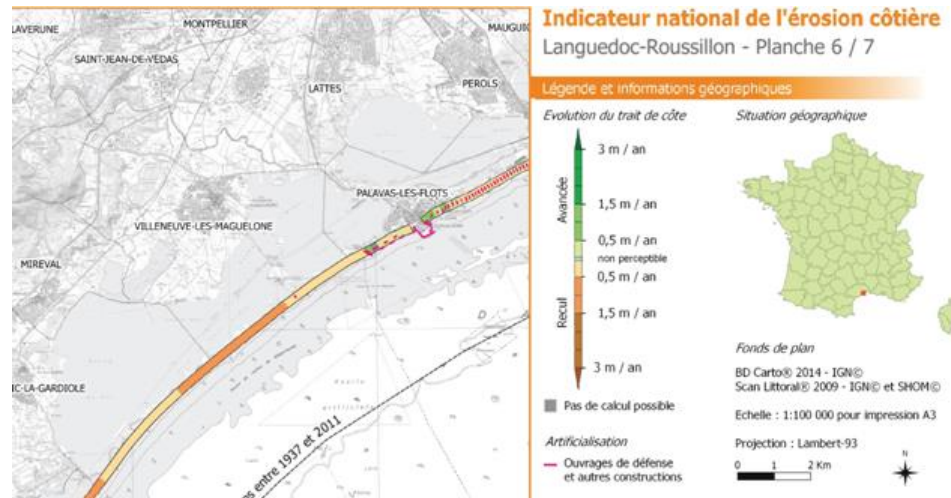 LAVERUNE
MONTPELLIER
MAUGUIO
SAINT-JEAN-DE-VEDAS
LATTES
PEROLS
PALAVAS-LES-FLOTS
VILLENEUVE-LES-MAGUELONE
MIREVAL
IC-LA-GARDIOLE
ns entre 1937 et 2011
Indicateur national de l'érosion côtière
Languedoc-Roussillon - Planche 6 / 7
Légende et informations géographiques
Evolution du trait de côte
Situation géographique
Avancée
3 m / an
1,5 m / an
0,5 m / an
non perceptible
0,5 m / an
Recul
1,5 m / an
3 m / an
Pas de calcul possible
Artificialisation
Ouvrages de défense
et autres constructions
Fonds de plan
BD Carto® 2014 - IGN©
Scan Littoral® 2009 - IGN© et SHOM©
Echelle : 1:100 000 pour impression A3
Projection : Lambert-93
0 1 2 Km
N